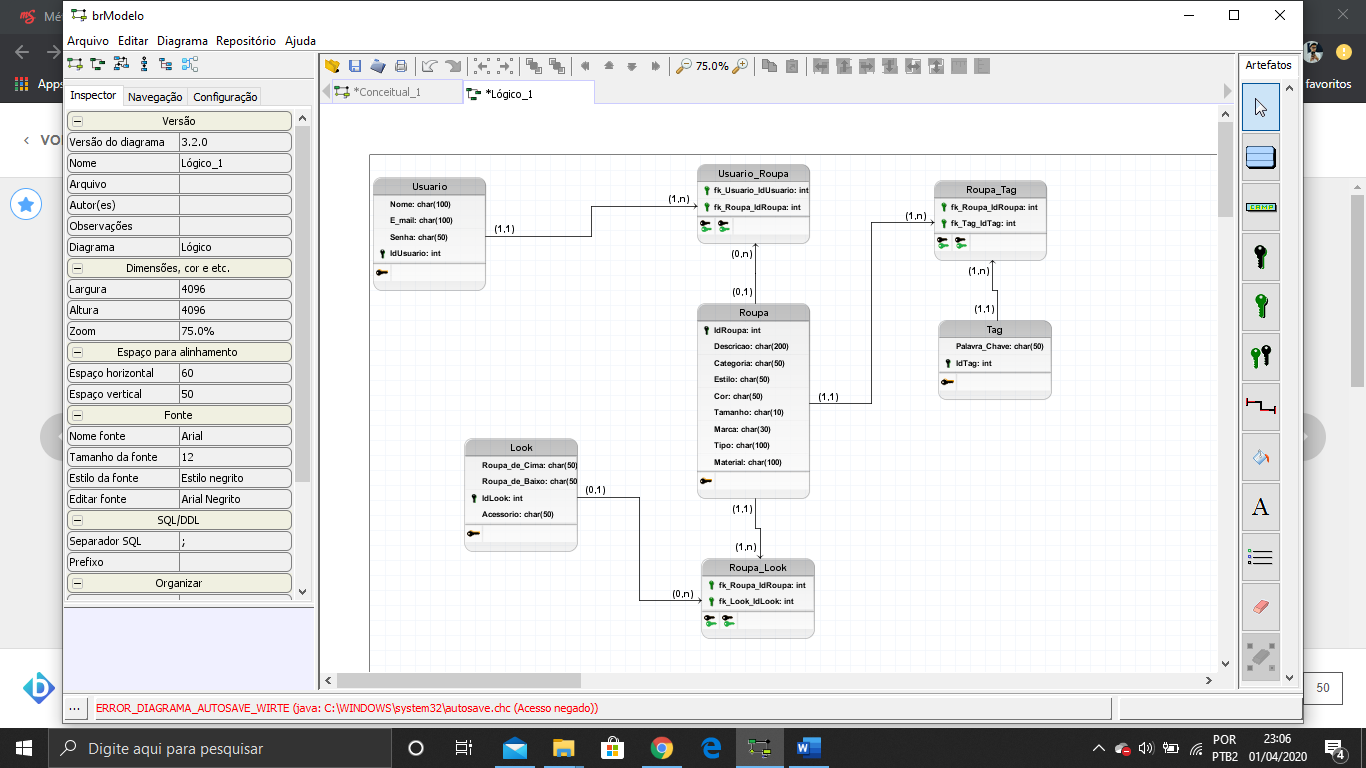 Mét
brModelo
Arquivo Editar Diagrama Repositório Ajuda
Apps
favoritos
VOL
75.0%
Artefatos
Inspector Navegação Configuração
*Conceitual_1 *Lógico_1
Versão
Versão do diagrama 3.2.0
Nome Lógico_1
Arquivo
Autor(es)
Observações
Diagrama Lógico
Dimensões, cor e etc.
Largura 4096
Altura 4096
Zoom 75.0%
Espaço para alinhamento
Espaço horizontal 60
Espaço vertical 50
Fonte
Nome fonte Arial
Tamanho da fonte 12
Estilo da fonte Estilo negrito
Editar fonte Arial Negrito
SQL/DDL
Separador SQL ;
Prefixo
Organizar
Usuario
Nome: char(100)
E_mail: char(100)
Senha: char(50)
IdUsuario: int
(1,1)
(1,n)
Usuario_Roupa
fk_Usuario_IdUsuario: int
fk_Roupa_IdRoupa: int
(0,n)
(0,1)
Roupa
IdRoupa: int
Descricao: char(200)
Categoria: char(50)
Estilo: char(50)
Cor: char(50)
Tamanho: char(10)
Marca: char(30)
Tipo: char(100)
Material: char(100)
(1,1)
(1,n)
Roupa_Tag
fk_Roupa_IdRoupa: int
fk_Tag_IdTag: int
(1,n)
(1,1)
Tag
Palavra_Chave: char(50)
IdTag: int
Look
Roupa_de_Cima: char(50)
Roupa_de_Baixo: char(50
IdLook: int
Acessorio: char(50)
(0,1)
(0,n)
(1,1)
(1,n)
Roupa_Look
fk_Roupa_IdRoupa: int
fk_Look_IdLook: int
CAMP
A
50
... ERROR_DIAGRAMA_AUTOSAVE_WIRTE (java: C:\WINDOWS\system32\autosave.chc (Acesso negado))
Digite aqui para pesquisar
POR
PTB2
23:06
01/04/2020
4